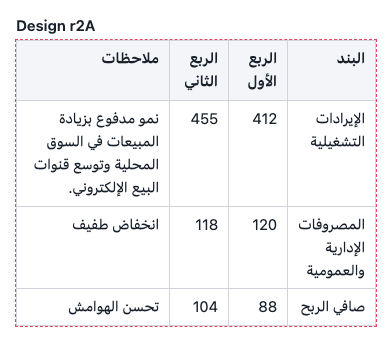 Design r2A
البند
الربع الأول
الربع الثاني
ملاحظات
الإيرادات التشغيلية
412
455
نمو مدفوع بزيادة
المبيعات في السوق
المحلية وتوسع قنوات
البيع الإلكتروني.
المصروفات
الإدارية
والعمومية
120
118
انخفاض طفيف
صافي الربح
88
104
تحسن الهوامش